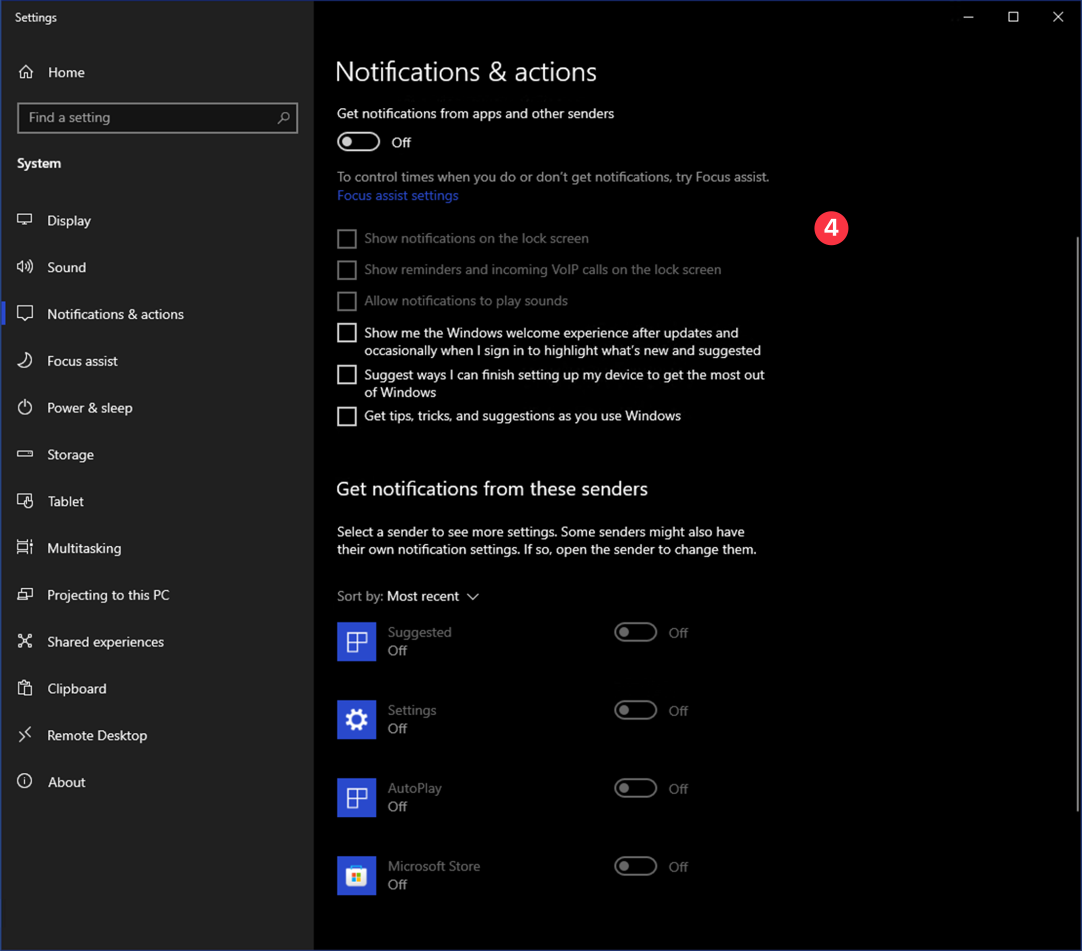 Settings
Home
Find a setting
System
Display
Sound
Notifications & actions
Focus assist
Power & sleep
Storage
Tablet
Multitasking
Projecting to this PC
Shared experiences
Clipboard
Remote Desktop
About
Notifications & actions
Get notifications from apps and other senders
Off
To control times when you do or don't get notifications, try Focus assist.
Focus assist settings
4
Show notifications on the lock screen
Show reminders and incoming VoIP calls on the lock screen
Allow notifications to play sounds
Show me the Windows welcome experience after updates and
occasionally when I sign in to highlight what's new and suggested
Suggest ways I can finish setting up my device to get the most out
of Windows
Get tips, tricks, and suggestions as you use Windows
Get notifications from these senders
Select a sender to see more settings. Some senders might also have
their own notification settings. If so, open the sender to change them.
Sort by: Most recent
Suggested
Off
Off
Settings
Off
Off
AutoPlay
Off
Off
Microsoft Store
Off
Off